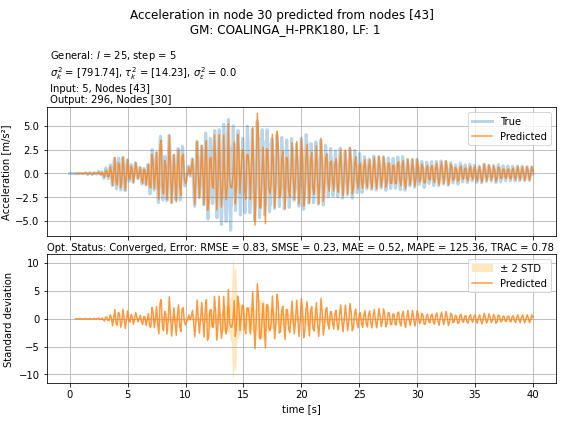 Acceleration in node 30 predicted from nodes [43]
GM: COALINGA_H-PRK180, LF: 1
General: l = 25, step = 5
σ²ₖ = [791.74], τ²ₖ = [14.23], σ²ₑ = 0.0
Input: 5, Nodes [43]
Output: 296, Nodes [30]
Acceleration [m/s²]
5.0
2.5
0.0
−2.5
−5.0
True
Predicted
Opt. Status: Converged, Error: RMSE = 0.83, SMSE = 0.23, MAE = 0.52, MAPE = 125.36, TRAC = 0.78
Standard deviation
10
5
0
−5
−10
± 2 STD
Predicted
0 5 10 15 20 25 30 35 40
time [s]